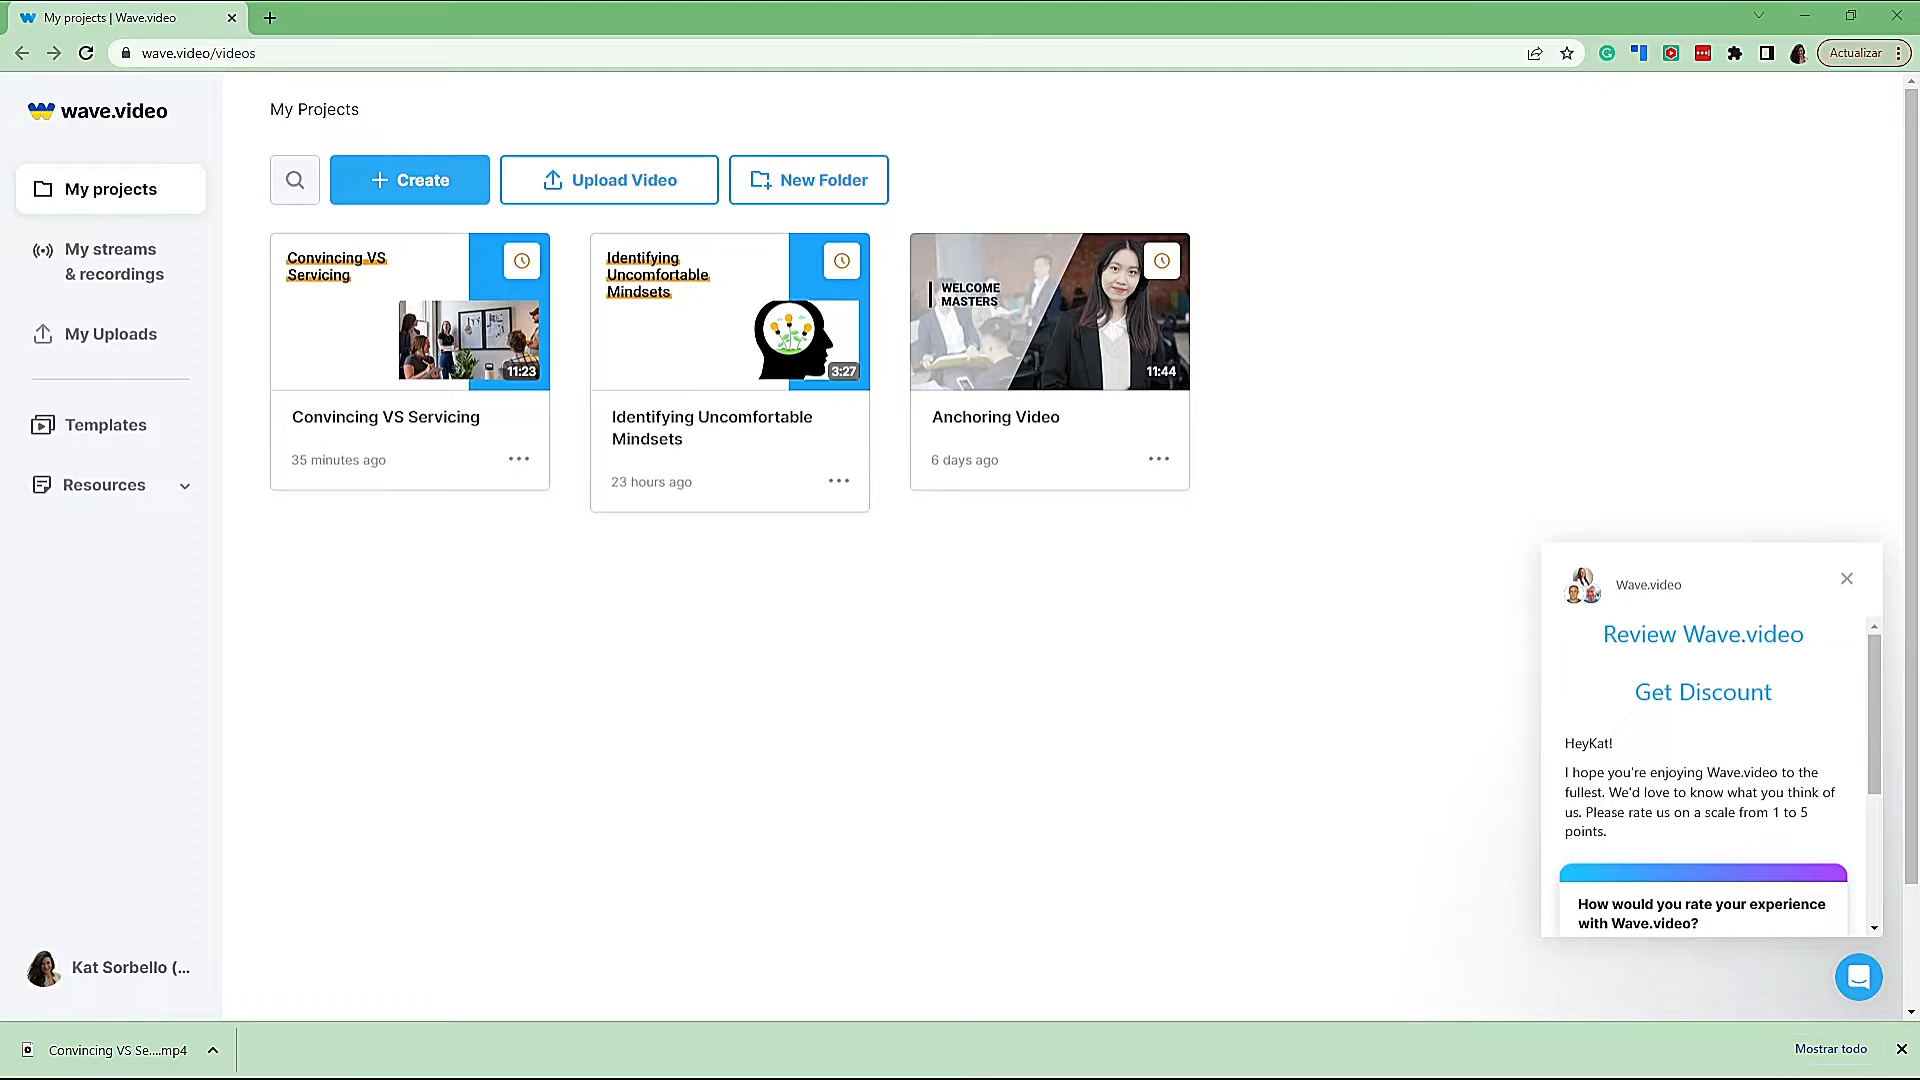 My projects | Wave.video
wave.video/videos
Actualizar
wave.video
My projects
My streams
& recordings
My Uploads
Templates
Resources
Kat Sorbello (...
My Projects
Create
Upload Video
New Folder
Convincing VS
Servicing
11:23
Convincing VS Servicing
35 minutes ago
Identifying
Uncomfortable
Mindsets
3:27
Identifying Uncomfortable
Mindsets
23 hours ago
WELCOME
MASTERS
11:44
Anchoring Video
6 days ago
Wave.video
Review Wave.video
Get Discount
HeyKat!
I hope you're enjoying Wave.video to the
fullest. We'd love to know what you think of
us. Please rate us on a scale from 1 to 5
points.
How would you rate your experience
with Wave.video?
Convincing VS Se....mp4
Mostrar todo